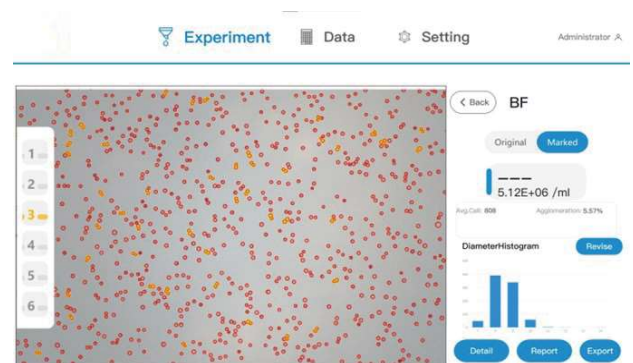 Experiment
Data
Setting
Administrator
Back
BF
Original
Marked
5.12E+06 /ml
Avg.Cell: 808
Agglomeration: 5.57%
DiameterHistogram
Revise
1
2
3
4
5
6
Detail
Report
Export